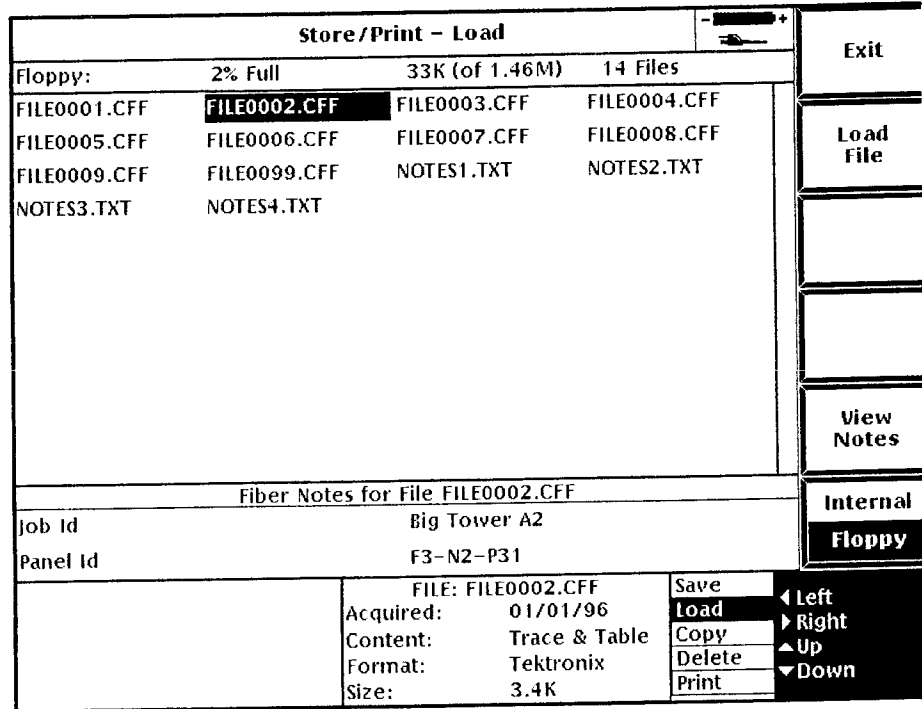 Store/Print – Load
- +
Floppy: 2% Full 33K (of 1.46M) 14 Files
FILE0001.CFF FILE0002.CFF FILE0003.CFF FILE0004.CFF
FILE0005.CFF FILE0006.CFF FILE0007.CFF FILE0008.CFF
FILE0009.CFF FILE0099.CFF NOTES1.TXT NOTES2.TXT
NOTES3.TXT NOTES4.TXT
Fiber Notes for File FILE0002.CFF
Job Id Big Tower A2
Panel Id F3-N2-P31
FILE: FILE0002.CFF
Acquired: 01/01/96
Content: Trace & Table
Format: Tektronix
Size: 3.4K
Save
Load
Copy
Delete
Print
Exit
Load
File
View
Notes
Internal
Floppy
Left
Right
Up
Down